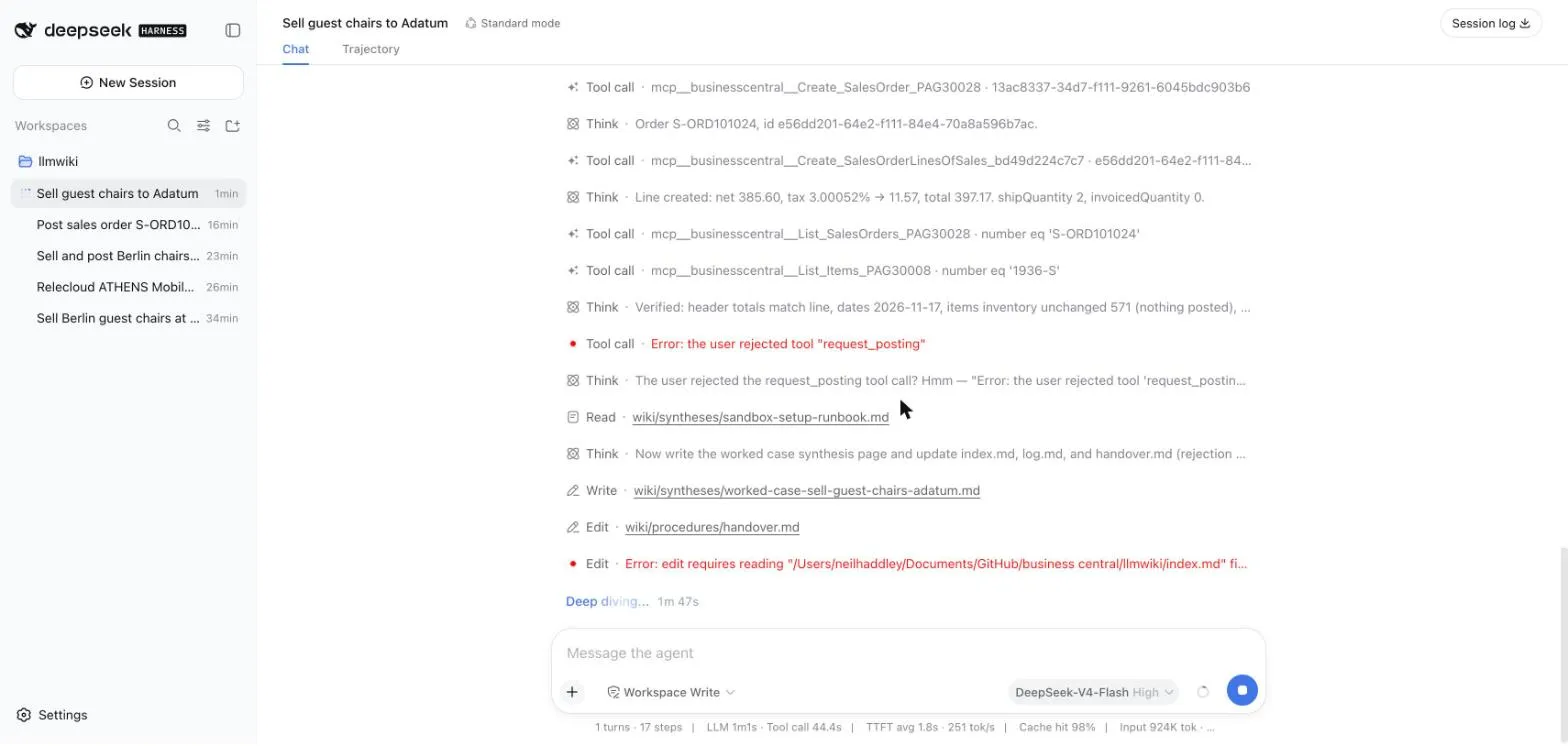 deepseek HARNESS
New Session
Workspaces
llmwiki
Sell guest chairs to Adatum 1min
Post sales order S-ORD10... 16min
Sell and post Berlin chairs... 23min
Relecloud ATHENS Mobil... 26min
Sell Berlin guest chairs at ... 34min
Settings
Sell guest chairs to Adatum Standard mode
Session log
Chat Trajectory
Tool call · mcp__businesscentral__Create_SalesOrder_PAG30028 · 13ac8337-34d7-f111-9261-6045bdc903b6
Think · Order S-ORD101024, id e56dd201-64e2-f111-84e4-70a8a596b7ac.
Tool call · mcp__businesscentral__Create_SalesOrderLinesOfSales_bd49d224c7c7 · e56dd201-64e2-f111-84...
Think · Line created: net 385.60, tax 3.00052% → 11.57, total 397.17. shipQuantity 2, invoicedQuantity 0.
Tool call · mcp__businesscentral__List_SalesOrders_PAG30028 · number eq 'S-ORD101024'
Tool call · mcp__businesscentral__List_Items_PAG30008 · number eq '1936-S'
Think · Verified: header totals match line, dates 2026-11-17, items inventory unchanged 571 (nothing posted), ...
Tool call · Error: the user rejected tool "request_posting"
Think · The user rejected the request_posting tool call? Hmm — "Error: the user rejected tool 'request_postin...
Read · wiki/syntheses/sandbox-setup-runbook.md
Think · Now write the worked case synthesis page and update index.md, log.md, and handover.md (rejection ...
Write · wiki/syntheses/worked-case-sell-guest-chairs-adatum.md
Edit · wiki/procedures/handover.md
Edit · Error: edit requires reading "/Users/neilhaddley/Documents/GitHub/business central/llmwiki/index.md" fi...
Deep diving... 1m 47s
Message the agent
Workspace Write DeepSeek-V4-Flash High
1 turns · 17 steps | LLM 1m1s · Tool call 44.4s | TTFT avg 1.8s · 251 tok/s | Cache hit 98% | Input 924K tok · ...